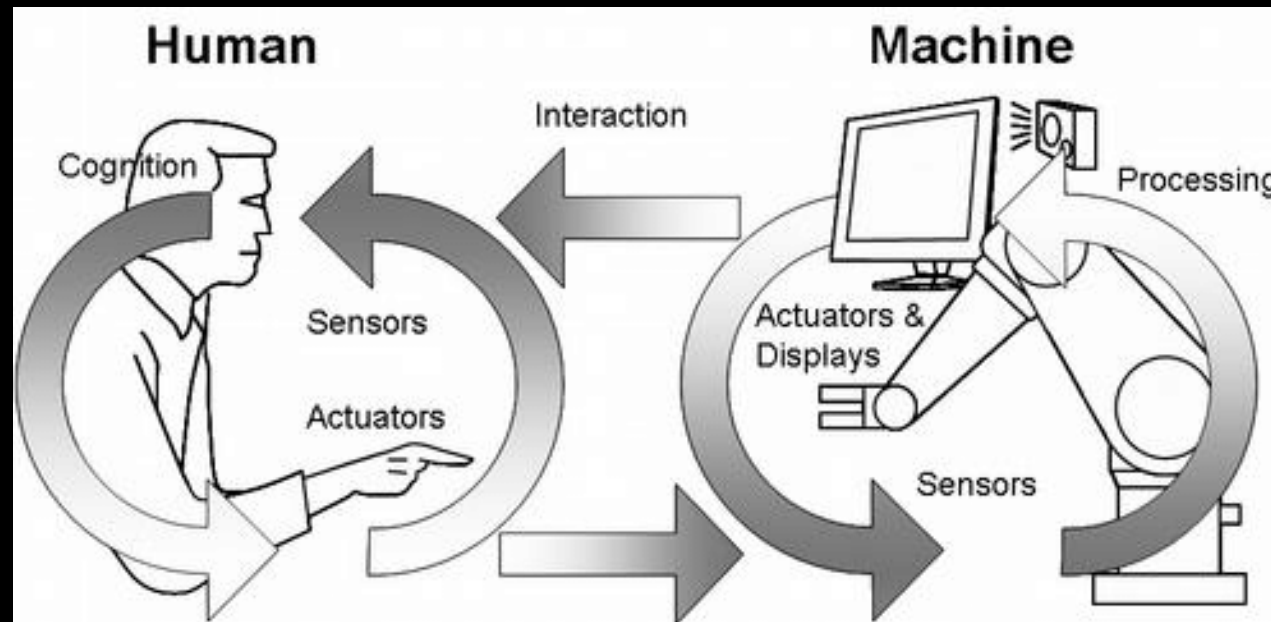 Human
Machine
Interaction
Cognition
Processing
Sensors
Actuators &
Displays
Actuators
Sensors